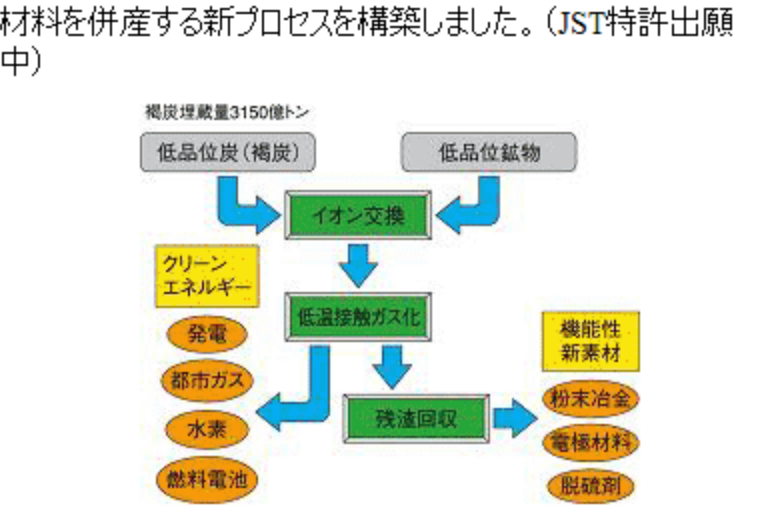 材料を併産する新プロセスを構築しました。（JST特許出願
中）
褐炭埋蔵量3150億トン
低品位炭（褐炭）
低品位鉱物
イオン交換
クリーン
エネルギー
低温接触ガス化
発電
機能性
新素材
都市ガス
粉末冶金
水素
残渣回収
電極材料
燃料電池
脱硫剤